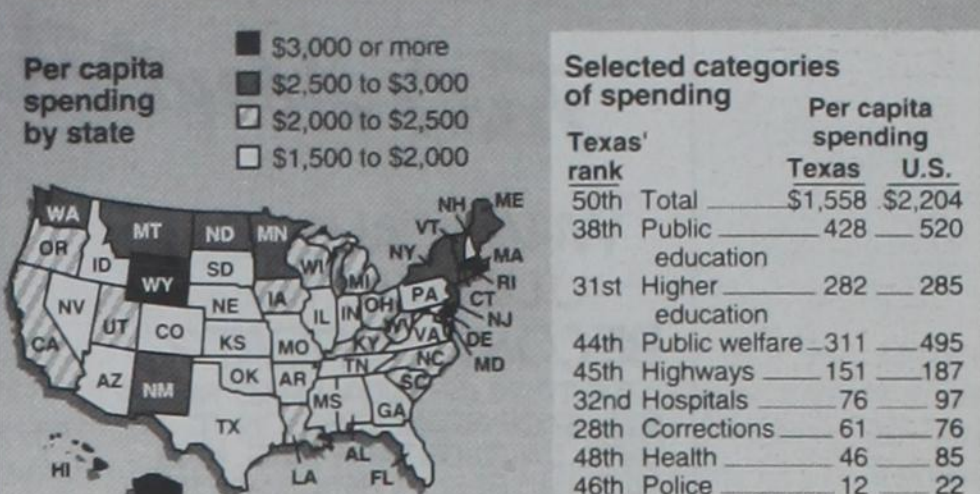 Per capita
spending
by state
$3,000 or more
$2,500 to $3,000
$2,000 to $2,500
$1,500 to $2,000
WA
MT
ND
MN
OR
ID
WY
SD
WI
MI
NH
ME
VT
NY
MA
RI
CT
NJ
DE
MD
NV
UT
CO
NE
IA
IL
IN
OH
PA
WV
VA
CA
KS
MO
KY
AZ
NM
OK
AR
TN
NC
SC
TX
MS
GA
LA
AL
FL
HI
Selected categories
of spending
Per capita
spending
Texas'
rank Texas U.S.
50th Total $1,558 $2,204
38th Public 428 520
education
31st Higher 282 285
education
44th Public welfare 311 495
45th Highways 151 187
32nd Hospitals 76 97
28th Corrections 61 76
48th Health 46 85
46th Police 12 22